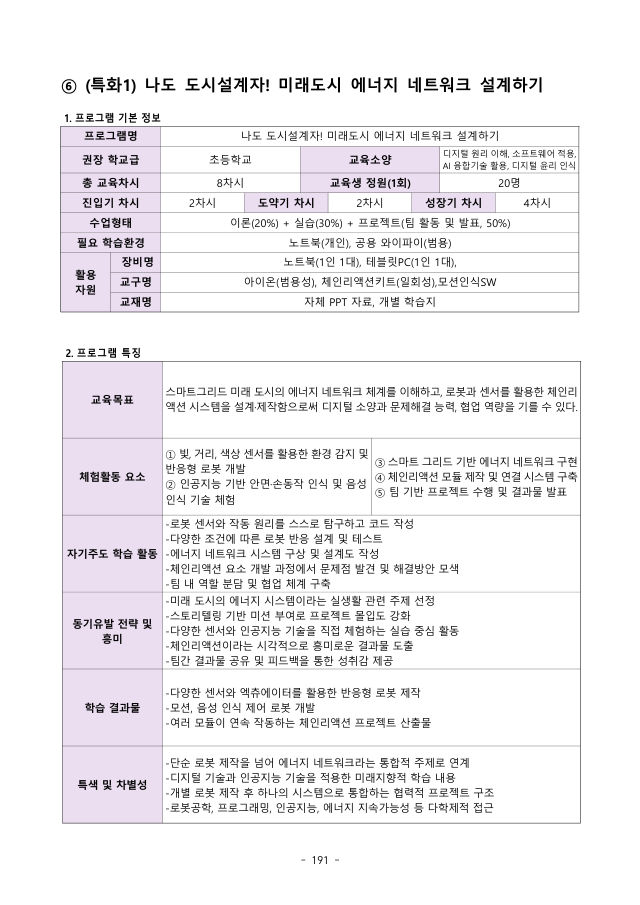 ⑥ (특화1) 나도 도시설계자! 미래도시 에너지 네트워크 설계하기
1. 프로그램 기본 정보
프로그램명 나도 도시설계자! 미래도시 에너지 네트워크 설계하기
권장 학교급 초등학교 교육소양 디지털 원리 이해, 소프트웨어 적용,
AI 융합기술 활용, 디지털 윤리 인식
총 교육차시 8차시 교육생 정원(1회) 20명
진입기 차시 2차시 도약기 차시 2차시 성장기 차시 4차시
수업형태 이론(20%) + 실습(30%) + 프로젝트(팀 활동 및 발표, 50%)
필요 학습환경 노트북(개인), 공용 와이파이(범용)
활용
자원
장비명 노트북(1인 1대), 테블릿PC(1인 1대),
교구명 아이온(범용성), 체인리액션키트(일회성),모션인식SW
교재명 자체 PPT 자료, 개별 학습지
2. 프로그램 특징
교육목표
스마트그리드 미래 도시의 에너지 네트워크 체계를 이해하고, 로봇과 센서를 활용한 체인리
액션 시스템을 설계·제작함으로써 디지털 소양과 문제해결 능력, 협업 역량을 기를 수 있다.
체험활동 요소
① 빛, 거리, 색상 센서를 활용한 환경 감지 및
반응형 로봇 개발
② 인공지능 기반 안면·손동작 인식 및 음성
인식 기술 체험
③ 스마트 그리드 기반 에너지 네트워크 구현
④ 체인리액션 모듈 제작 및 연결 시스템 구축
⑤ 팀 기반 프로젝트 수행 및 결과물 발표
자기주도 학습 활동
-로봇 센서와 작동 원리를 스스로 탐구하고 코드 작성
-다양한 조건에 따른 로봇 반응 설계 및 테스트
-에너지 네트워크 시스템 구상 및 설계도 작성
-체인리액션 요소 개발 과정에서 문제점 발견 및 해결방안 모색
-팀 내 역할 분담 및 협업 체계 구축
동기유발 전략 및
흥미
-미래 도시의 에너지 시스템이라는 실생활 관련 주제 선정
-스토리텔링 기반 미션 부여로 프로젝트 몰입도 강화
-다양한 센서와 인공지능 기술을 직접 체험하는 실습 중심 활동
-체인리액션이라는 시각적으로 흥미로운 결과물 도출
-팀간 결과물 공유 및 피드백을 통한 성취감 제공
학습 결과물
-다양한 센서와 엑츄에이터를 활용한 반응형 로봇 제작
-모션, 음성 인식 제어 로봇 개발
-여러 모듈이 연속 작동하는 체인리액션 프로젝트 산출물
특색 및 차별성
-단순 로봇 제작을 넘어 에너지 네트워크라는 통합적 주제로 연계
-디지털 기술과 인공지능 기술을 적용한 미래지향적 학습 내용
-개별 로봇 제작 후 하나의 시스템으로 통합하는 협력적 프로젝트 구조
-로봇공학, 프로그래밍, 인공지능, 에너지 지속가능성 등 다학제적 접근
- 191 -